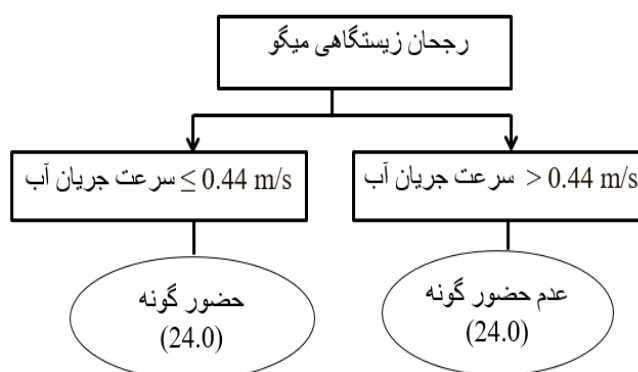 رجحان زیستگاهی میگو
سرعت جریان آب > 0.44 m/s
سرعت جریان آب ≤ 0.44 m/s
عدم حضور گونه
(24.0)
حضور گونه
(24.0)